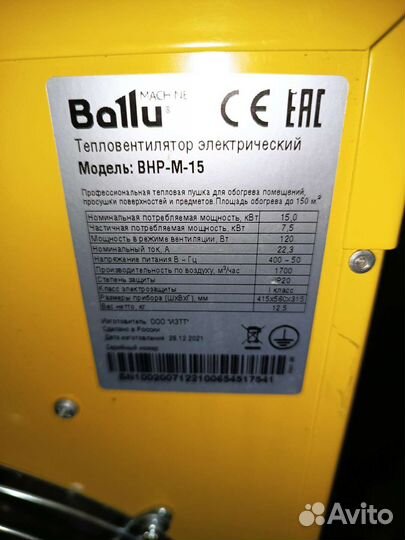 MACHINE
Ballu
CE EAC
Тепловентилятор электрический
Модель: BHP-M-15
Профессиональная тепловая пушка для обогрева помещений,
просушки поверхностей и предметов. Площадь обогрева до 150 м²
Номинальная потребляемая мощность, кВт 15,0
Частичная потребляемая мощность, кВт 7,5
Мощность в режиме вентиляции, Вт 120
Номинальный ток, А 22,3
Напряжение питания В - Гц 400 - 50
Производительность по воздуху, м³/час 1700
Степень защиты IP20
Класс электрозащиты I класс
Размеры прибора (ШхВхГ), мм 415x560x315
Вес нетто, кг 12,5
Изготовитель: ООО "ИЗТТ"
Сделано в России
Дата изготовления 28.12.2021
Серийный номер:
Avito